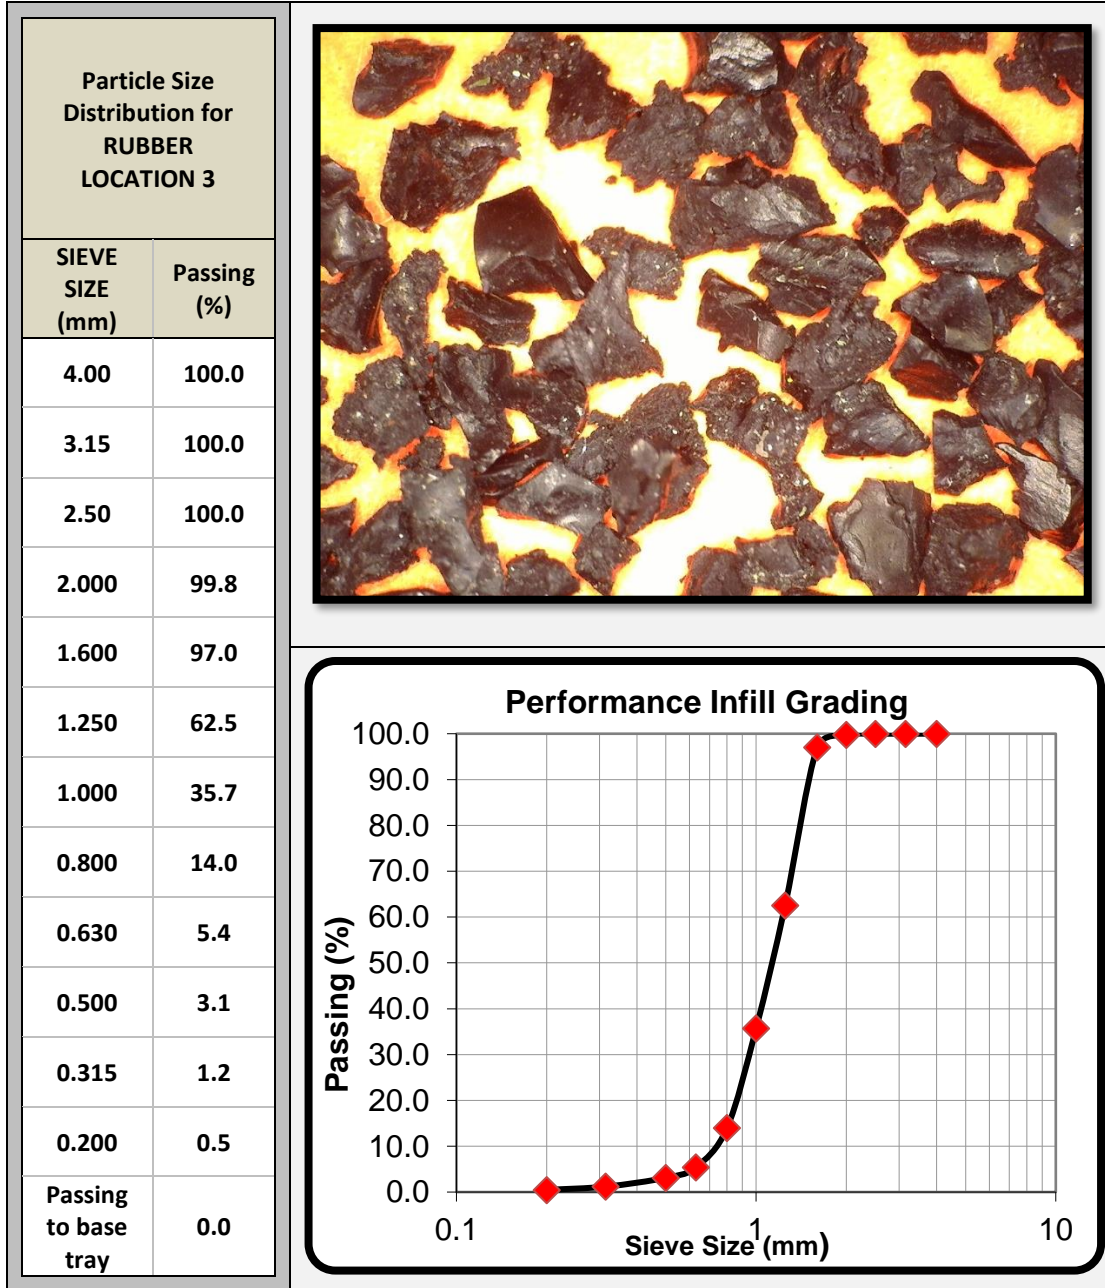 Particle Size
Distribution for
RUBBER
LOCATION 3
SIEVE
SIZE
(mm)
Passing
(%)
4.00 100.0
3.15 100.0
2.50 100.0
2.000 99.8
1.600 97.0
1.250 62.5
1.000 35.7
0.800 14.0
0.630 5.4
0.500 3.1
0.315 1.2
0.200 0.5
Passing
to base
tray
0.0
Performance Infill Grading
100.0
90.0
80.0
70.0
60.0
50.0
40.0
30.0
20.0
10.0
0.0
Passing (%)
0.1 1 10
Sieve Size (mm)